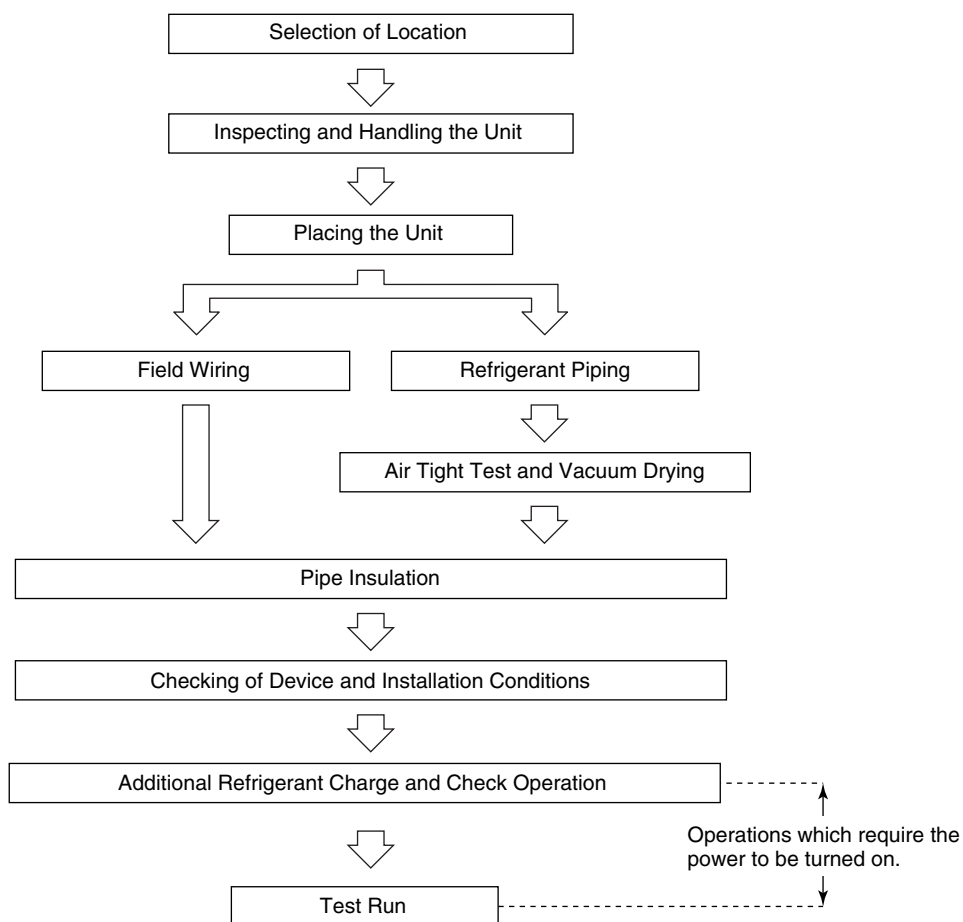 Selection of Location
Inspecting and Handling the Unit
Placing the Unit
Field Wiring
Refrigerant Piping
Air Tight Test and Vacuum Drying
Pipe Insulation
Checking of Device and Installation Conditions
Additional Refrigerant Charge and Check Operation
Operations which require the
power to be turned on.
Test Run